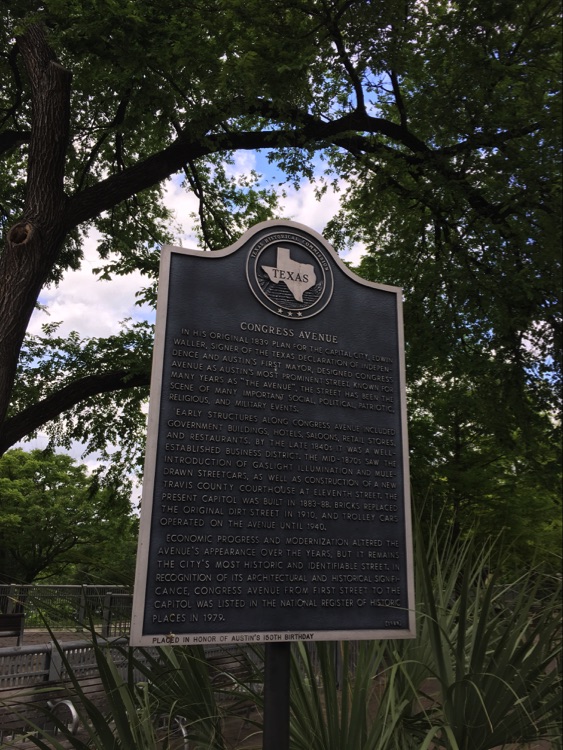 TEXAS HISTORICAL COMMISSION
TEXAS
CONGRESS AVENUE
IN HIS ORIGINAL 1839 PLAN FOR THE CAPITAL CITY, EDWIN
WALLER, SIGNER OF THE TEXAS DECLARATION OF INDEPEN-
DENCE AND AUSTIN'S FIRST MAYOR, DESIGNED CONGRESS
AVENUE AS AUSTIN'S MOST PROMINENT STREET. KNOWN FOR
MANY YEARS AS "THE AVENUE", THE STREET HAS BEEN THE
SCENE OF MANY IMPORTANT SOCIAL, POLITICAL, PATRIOTIC,
RELIGIOUS, AND MILITARY EVENTS.
EARLY STRUCTURES ALONG CONGRESS AVENUE INCLUDED
GOVERNMENT BUILDINGS, HOTELS, SALOONS, RETAIL STORES
AND RESTAURANTS. BY THE LATE 1840S IT WAS A WELL-
ESTABLISHED BUSINESS DISTRICT. THE MID-1870S SAW THE
INTRODUCTION OF GASLIGHT ILLUMINATION AND MULE-
DRAWN STREETCARS, AS WELL AS CONSTRUCTION OF A NEW
TRAVIS COUNTY COURTHOUSE AT ELEVENTH STREET. THE
PRESENT CAPITOL WAS BUILT IN 1883-88. BRICKS REPLACED
THE ORIGINAL DIRT STREET IN 1910, AND TROLLEY CARS
OPERATED ON THE AVENUE UNTIL 1940.
ECONOMIC PROGRESS AND MODERNIZATION ALTERED THE
AVENUE'S APPEARANCE OVER THE YEARS, BUT IT REMAINS
THE CITY'S MOST HISTORIC AND IDENTIFIABLE STREET. IN
RECOGNITION OF ITS ARCHITECTURAL AND HISTORICAL SIGNIFI-
CANCE, CONGRESS AVENUE FROM FIRST STREET TO THE
CAPITOL WAS LISTED IN THE NATIONAL REGISTER OF HISTORIC
PLACES IN 1979.
PLACED IN HONOR OF AUSTIN'S 150TH BIRTHDAY